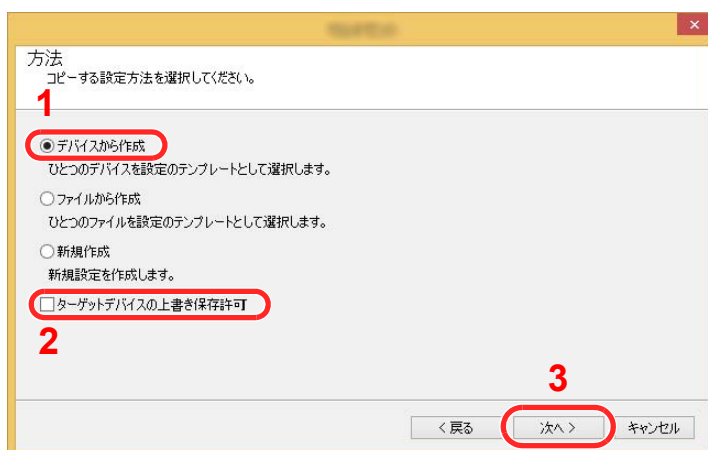 方法
コピーする設定方法を選択してください。
1
デバイスから作成
ひとつのデバイスを設定のテンプレートとして選択します。
ファイルから作成
ひとつのファイルを設定のテンプレートとして選択します。
新規作成
新規設定を作成します。
ターゲットデバイスの上書き保存許可
2
3
< 戻る 次へ > キャンセル